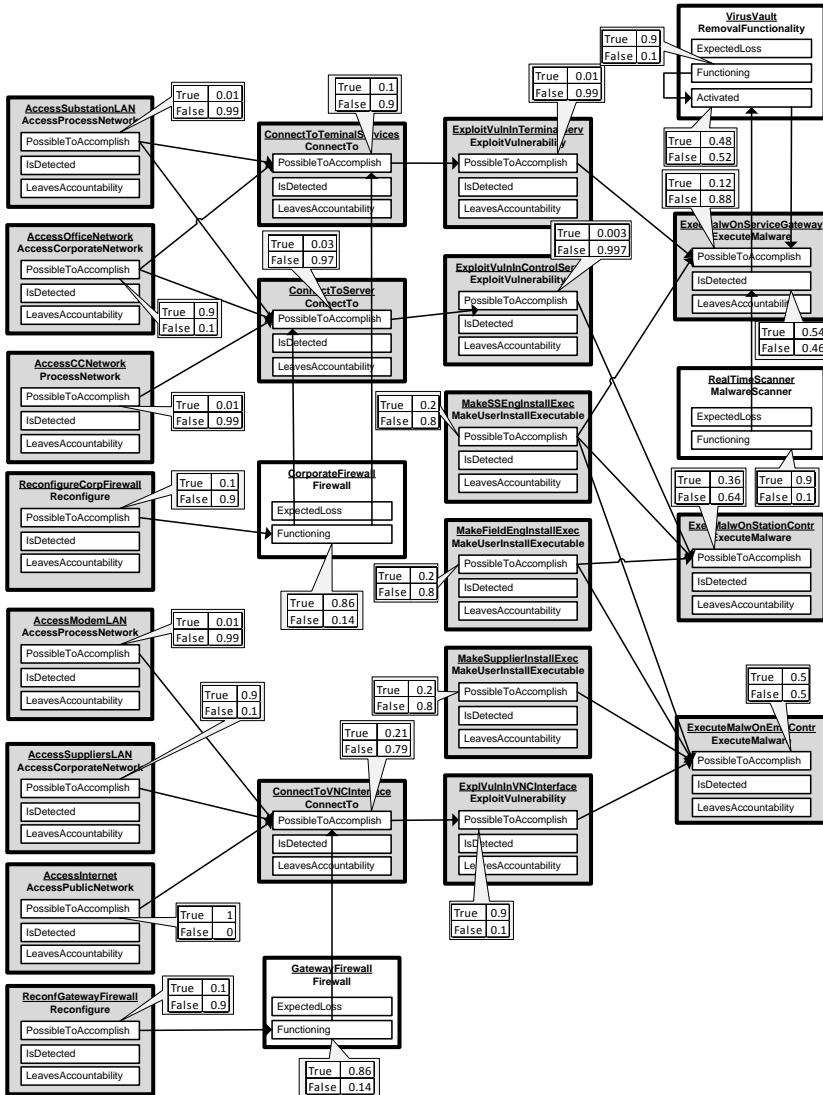 AccessSubstationLAN
AccessProcessNetwork
PossibleToAccomplish
IsDetected
LeavesAccountability
True 0.01
False 0.99
AccessOfficeNetwork
AccessCorporateNetwork
PossibleToAccomplish
IsDetected
LeavesAccountability
True 0.9
False 0.1
AccessCCNetwork
ProcessNetwork
PossibleToAccomplish
IsDetected
LeavesAccountability
True 0.01
False 0.99
ReconfigureCorpFirewall
Reconfigure
PossibleToAccomplish
IsDetected
LeavesAccountability
True 0.1
False 0.9
AccessModemLAN
AccessProcessNetwork
PossibleToAccomplish
IsDetected
LeavesAccountability
True 0.01
False 0.99
AccessSuppliersLAN
AccessCorporateNetwork
PossibleToAccomplish
IsDetected
LeavesAccountability
True 0.9
False 0.1
AccessInternet
AccessPublicNetwork
PossibleToAccomplish
IsDetected
LeavesAccountability
True 1
False 0
ReconfGatewayFirewall
Reconfigure
PossibleToAccomplish
IsDetected
LeavesAccountability
True 0.1
False 0.9
ConnectToTeminalServices
ConnectTo
PossibleToAccomplish
IsDetected
LeavesAccountability
True 0.1
False 0.9
ConnectToServer
ConnectTo
PossibleToAccomplish
IsDetected
LeavesAccountability
True 0.03
False 0.97
CorporateFirewall
Firewall
ExpectedLoss
Functioning
True 0.86
False 0.14
ConnectToVNCInterface
ConnectTo
PossibleToAccomplish
IsDetected
LeavesAccountability
True 0.21
False 0.79
GatewayFirewall
Firewall
ExpectedLoss
Functioning
True 0.86
False 0.14
ExploitVulnInTerminalServ
ExploitVulnerability
PossibleToAccomplish
IsDetected
LeavesAccountability
True 0.01
False 0.99
ExploitVulnInControlServ
ExploitVulnerability
PossibleToAccomplish
IsDetected
LeavesAccountability
True 0.003
False 0.997
MakeSSEngInstallExec
MakeUserInstallExecutable
PossibleToAccomplish
IsDetected
LeavesAccountability
True 0.2
False 0.8
MakeFieldEngInstallExec
MakeUserInstallExecutable
PossibleToAccomplish
IsDetected
LeavesAccountability
True 0.2
False 0.8
MakeSupplierInstallExec
MakeUserInstallExecutable
PossibleToAccomplish
IsDetected
LeavesAccountability
True 0.2
False 0.8
ExplVulnInVNCInterface
ExploitVulnerability
PossibleToAccomplish
IsDetected
LeavesAccountability
True 0.9
False 0.1
VirusVault
RemovalFunctionality
ExpectedLoss
Functioning
Activated
True 0.9
False 0.1
True 0.48
False 0.52
True 0.12
False 0.88
ExecMalwOnServiceGateway
ExecuteMalware
PossibleToAccomplish
IsDetected
LeavesAccountability
True 0.54
False 0.46
RealTimeScanner
MalwareScanner
ExpectedLoss
Functioning
True 0.9
False 0.1
True 0.36
False 0.64
ExecMalwOnStationContr
ExecuteMalware
PossibleToAccomplish
IsDetected
LeavesAccountability
True 0.5
False 0.5
ExecuteMalware
PossibleToAccomplish
IsDetected
LeavesAccountability